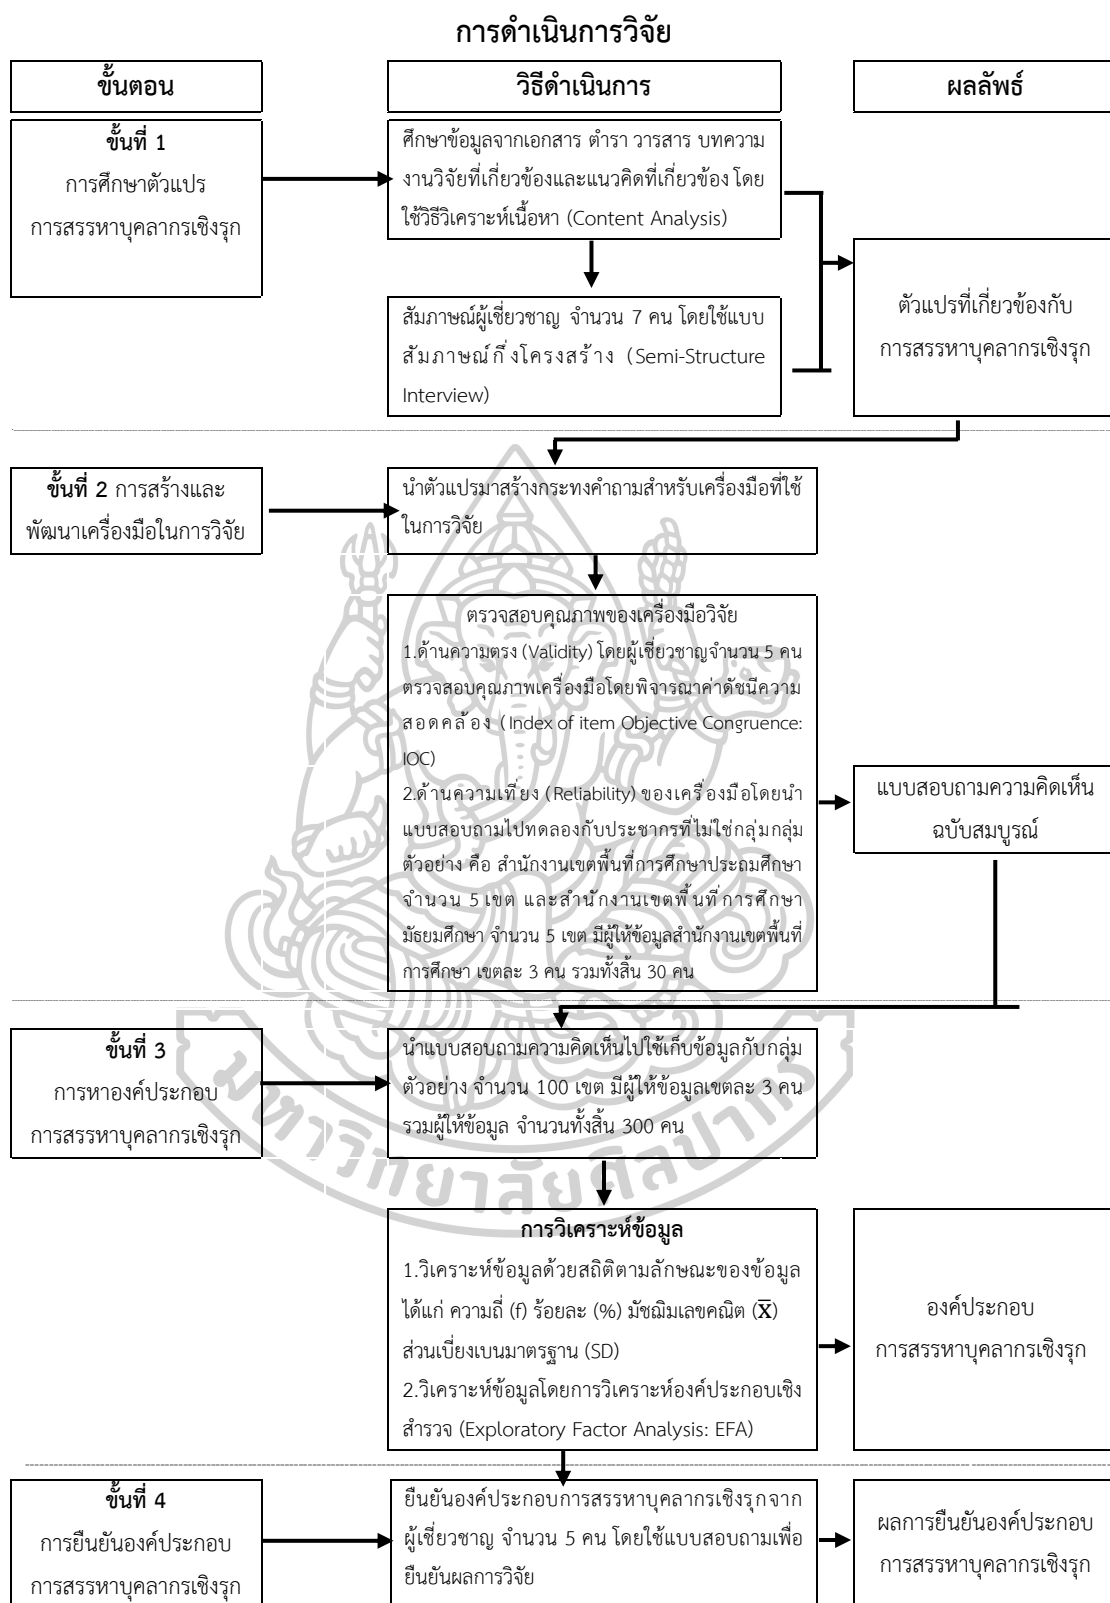 การดำเนินการวิจัย
ขั้นตอน
วิธีดำเนินการ
ผลลัพธ์
ขั้นที่ 1
การศึกษาตัวแปร
การสรรหาบุคลากรเชิงรุก
ศึกษาข้อมูลจากเอกสาร ตำรา วารสาร บทความ
งานวิจัยที่เกี่ยวข้องและแนวคิดที่เกี่ยวข้อง โดย
ใช้วิธีวิเคราะห์เนื้อหา (Content Analysis)
สัมภาษณ์ผู้เชี่ยวชาญ จำนวน 7 คน โดยใช้แบบ
สัมภาษณ์กึ่งโครงสร้าง (Semi-Structure
Interview)
ตัวแปรที่เกี่ยวข้องกับ
การสรรหาบุคลากรเชิงรุก
ขั้นที่ 2 การสร้างและ
พัฒนาเครื่องมือในการวิจัย
นำตัวแปรมาสร้างกระทงคำถามสำหรับเครื่องมือที่ใช้
ในการวิจัย
ตรวจสอบคุณภาพของเครื่องมือวิจัย
1.ด้านความตรง (Validity) โดยผู้เชี่ยวชาญจำนวน 5 คน
ตรวจสอบคุณภาพเครื่องมือโดยพิจารณาค่าดัชนีความ
สอดคล้อง (Index of item Objective Congruence:
IOC)
2.ด้านความเที่ยง (Reliability) ของเครื่องมือโดยนำ
แบบสอบถามไปทดลองกับประชากรที่ไม่ใช่กลุ่มกลุ่ม
ตัวอย่าง คือ สำนักงานเขตพื้นที่การศึกษาประถมศึกษา
จำนวน 5 เขต และสำนักงานเขตพื้นที่การศึกษา
มัธยมศึกษา จำนวน 5 เขต มีผู้ให้ข้อมูลสำนักงานเขตพื้นที่
การศึกษา เขตละ 3 คน รวมทั้งสิ้น 30 คน
แบบสอบถามความคิดเห็น
ฉบับสมบูรณ์
ขั้นที่ 3
การหาองค์ประกอบ
การสรรหาบุคลากรเชิงรุก
นำแบบสอบถามความคิดเห็นไปใช้เก็บข้อมูลกับกลุ่ม
ตัวอย่าง จำนวน 100 เขต มีผู้ให้ข้อมูลเขตละ 3 คน
รวมผู้ให้ข้อมูล จำนวนทั้งสิ้น 300 คน
มหาวิทยาลัยศิลปากร
การวิเคราะห์ข้อมูล
1.วิเคราะห์ข้อมูลด้วยสถิติตามลักษณะของข้อมูล
ได้แก่ ความถี่ (f) ร้อยละ (%) มัชฌิมเลขคณิต (X̅)
ส่วนเบี่ยงเบนมาตรฐาน (SD)
2.วิเคราะห์ข้อมูลโดยการวิเคราะห์องค์ประกอบเชิง
สำรวจ (Exploratory Factor Analysis: EFA)
องค์ประกอบ
การสรรหาบุคลากรเชิงรุก
ขั้นที่ 4
การยืนยันองค์ประกอบ
การสรรหาบุคลากรเชิงรุก
ยืนยันองค์ประกอบการสรรหาบุคลากรเชิงรุกจาก
ผู้เชี่ยวชาญ จำนวน 5 คน โดยใช้แบบสอบถามเพื่อ
ยืนยันผลการวิจัย
ผลการยืนยันองค์ประกอบ
การสรรหาบุคลากรเชิงรุก